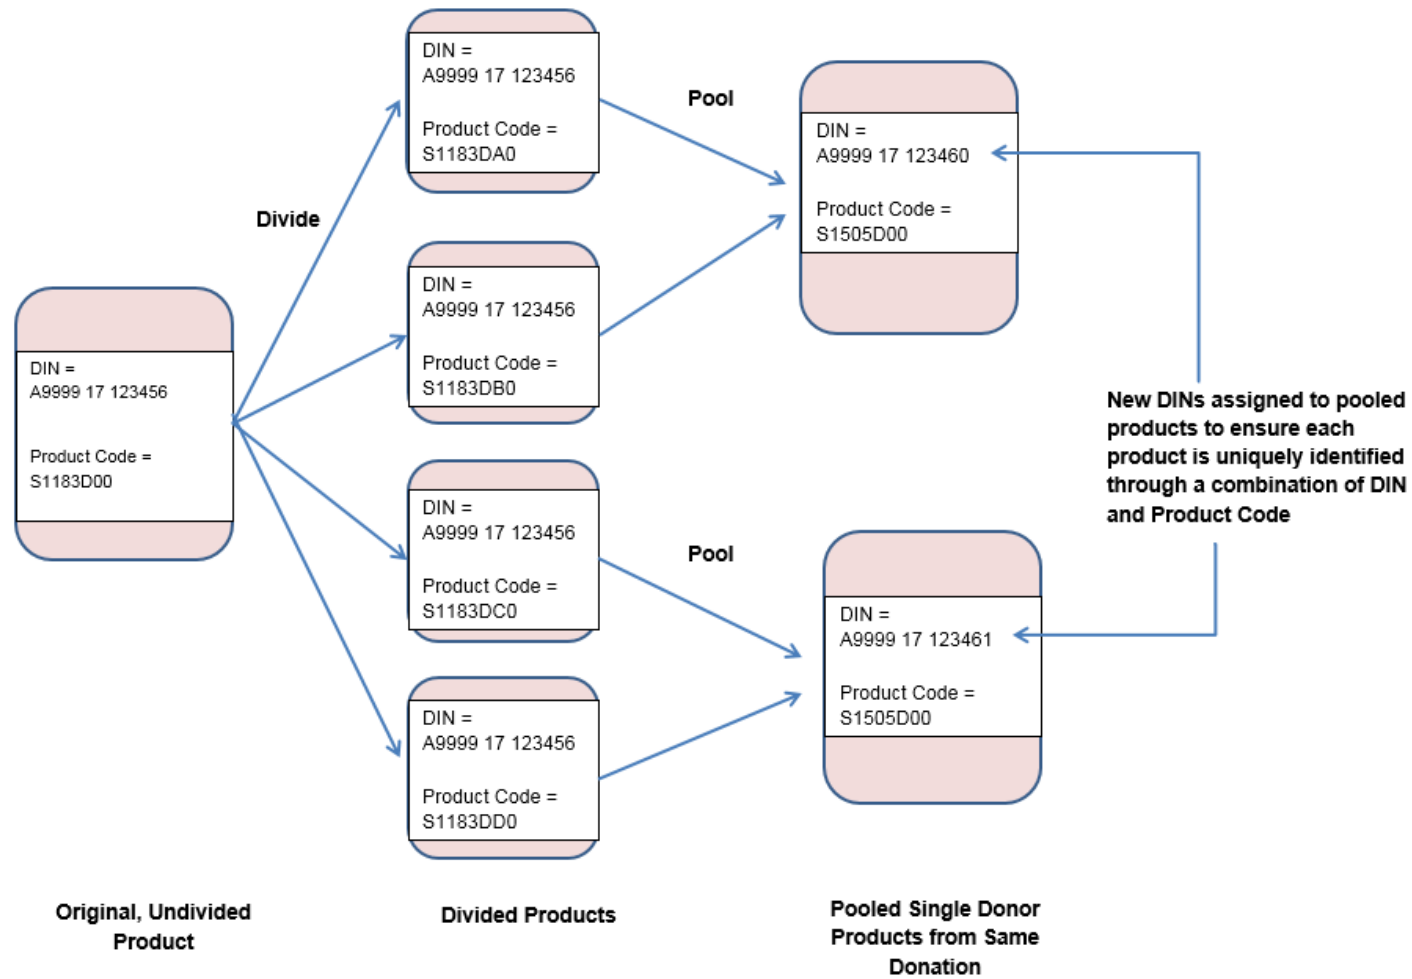 DIN =
A9999 17 123456
Product Code =
S1183D00
Original, Undivided
Product
Divide
DIN =
A9999 17 123456
Product Code =
S1183DA0
DIN =
A9999 17 123456
Product Code =
S1183DB0
DIN =
A9999 17 123456
Product Code =
S1183DC0
DIN =
A9999 17 123456
Product Code =
S1183DD0
Divided Products
Pool
Pool
DIN =
A9999 17 123460
Product Code =
S1505D00
DIN =
A9999 17 123461
Product Code =
S1505D00
Pooled Single Donor
Products from Same
Donation
New DINs assigned to pooled
products to ensure each
product is uniquely identified
through a combination of DIN
and Product Code